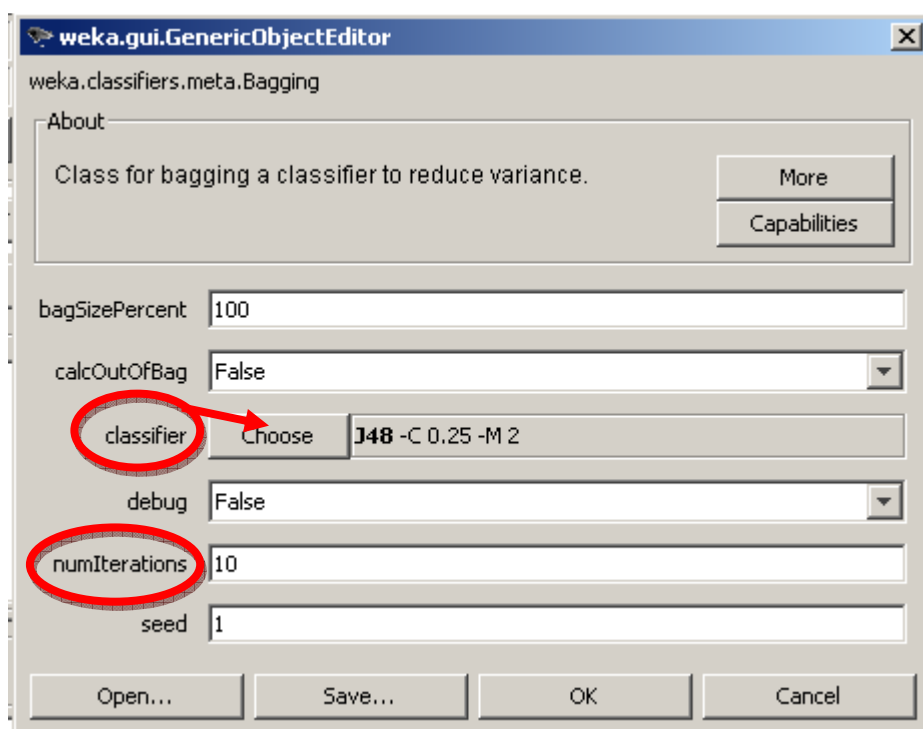 weka.gui.GenericObjectEditor
weka.classifiers.meta.Bagging
About
Class for bagging a classifier to reduce variance.
More
Capabilities
bagSizePercent 100
calcOutOfBag False
classifier Choose J48 -C 0.25 -M 2
debug False
numIterations 10
seed 1
Open... Save... OK Cancel